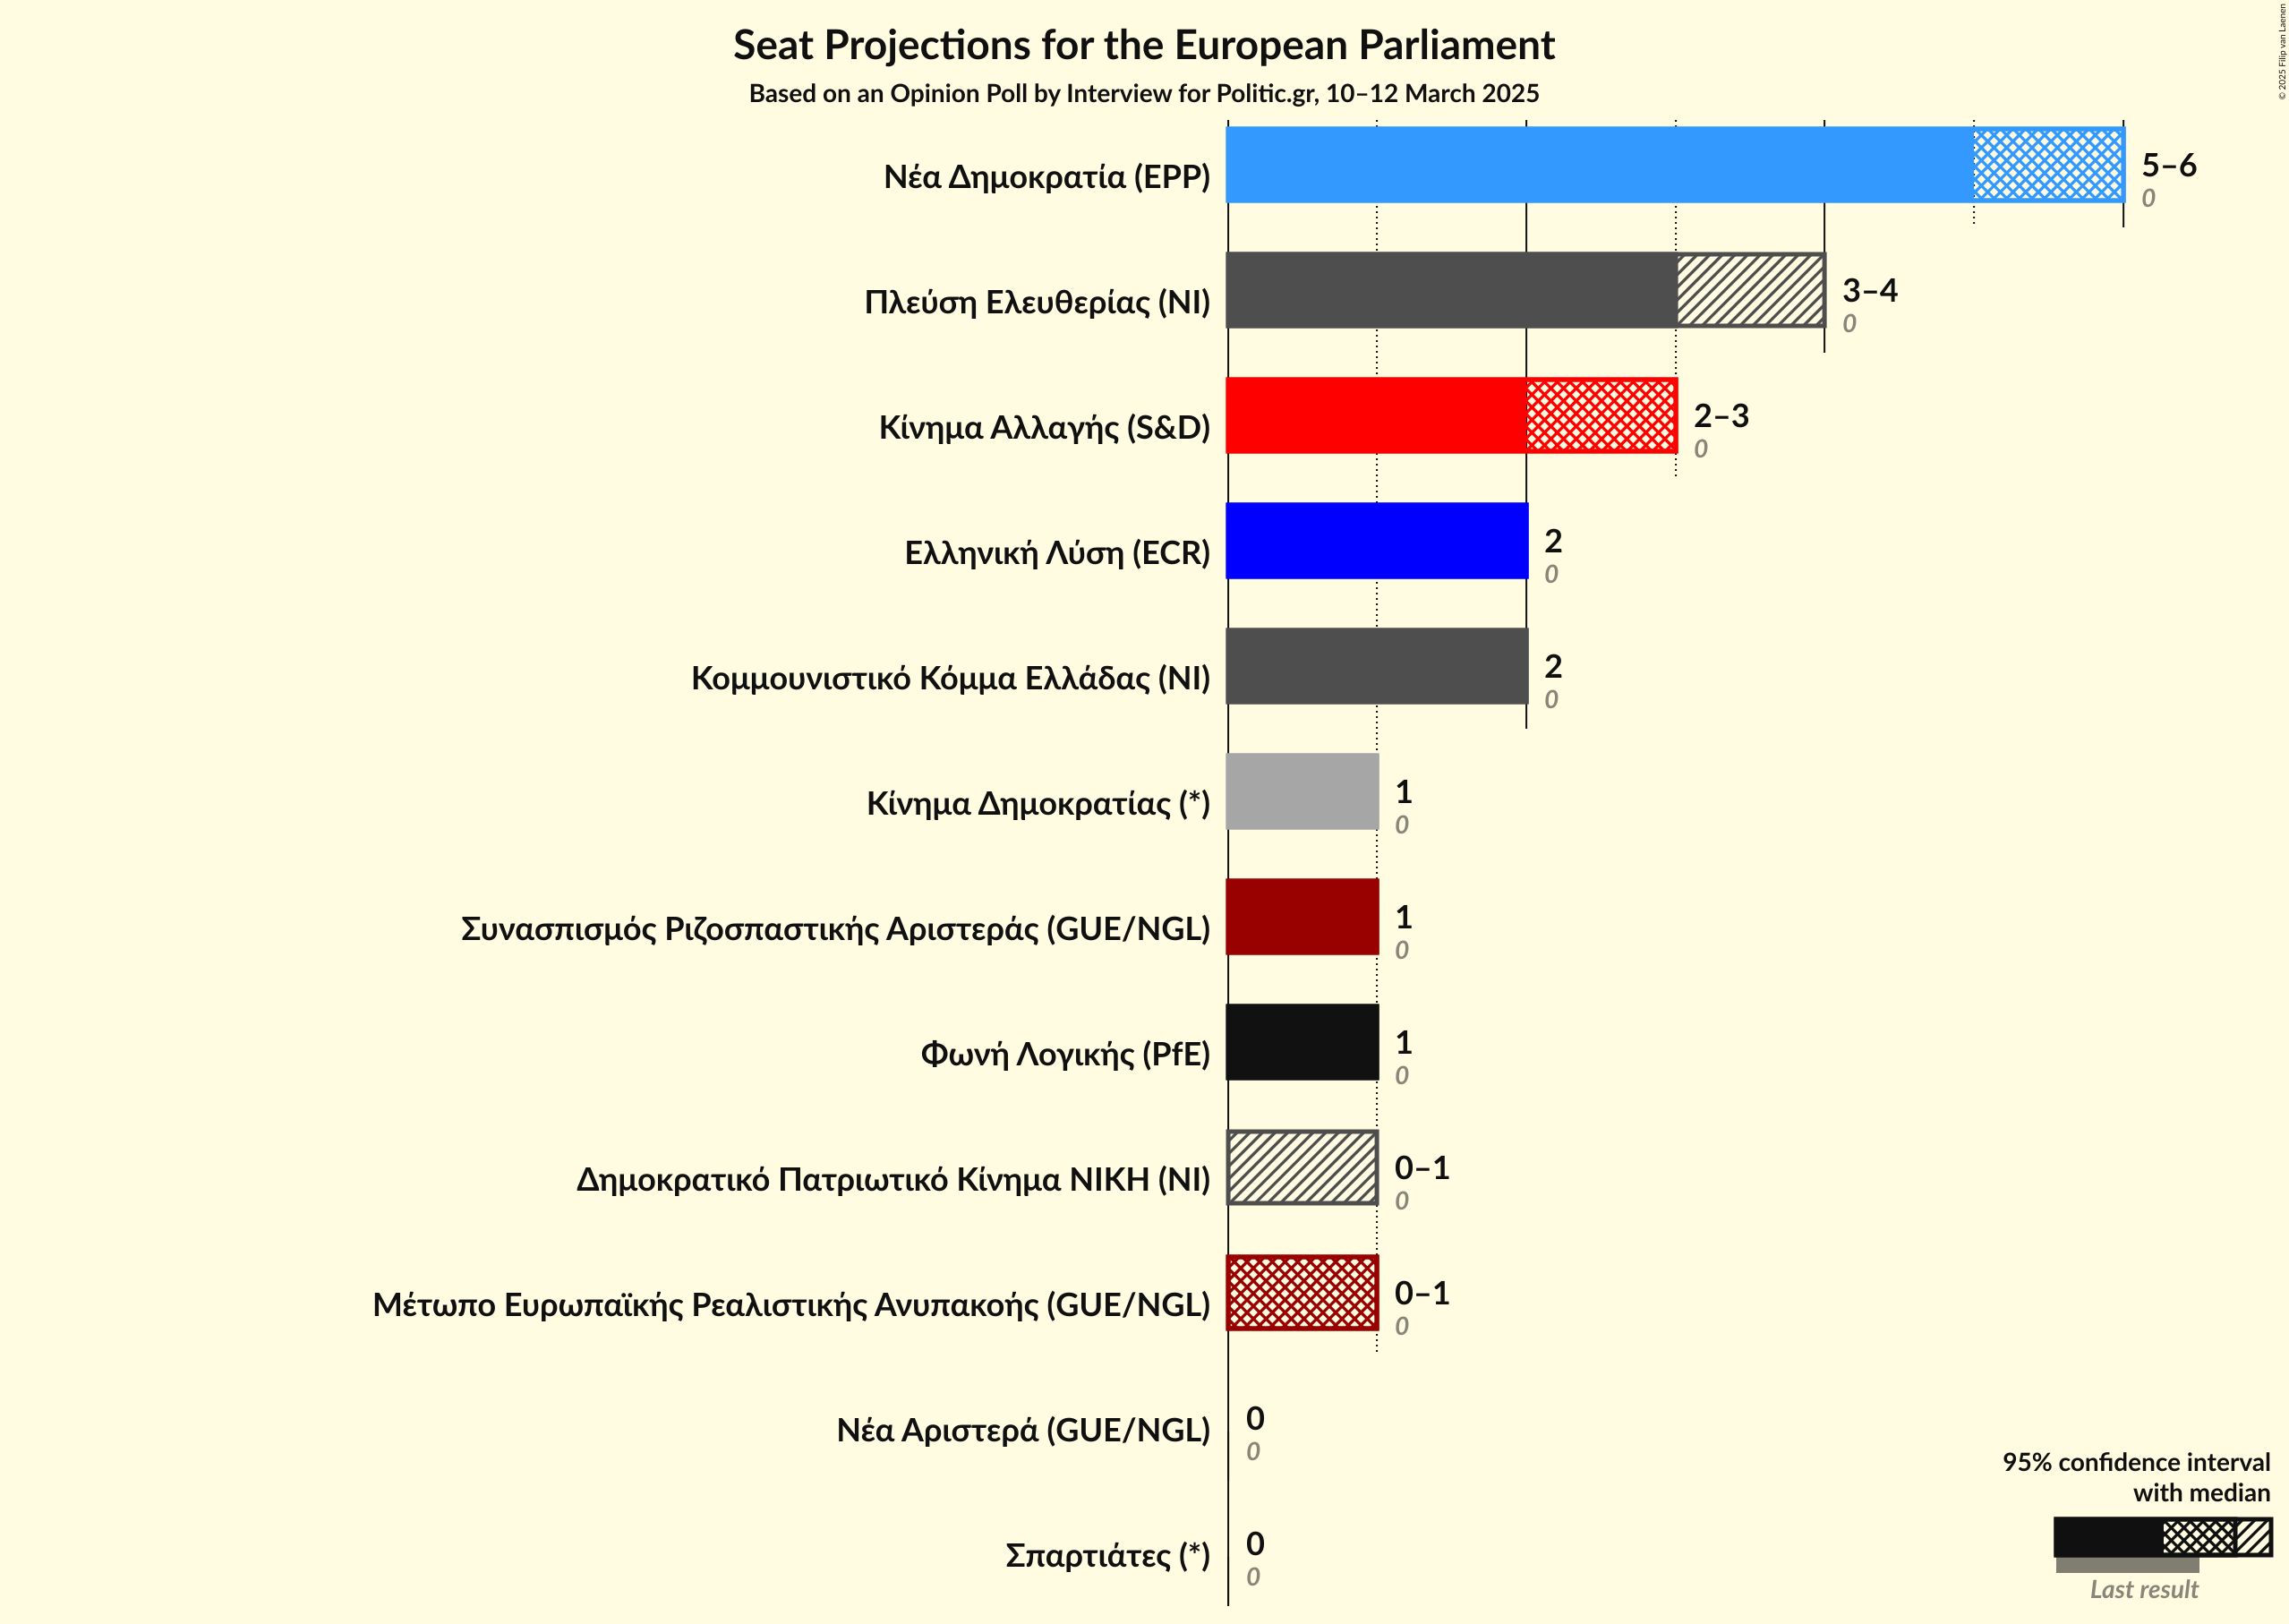 © 2025 Filip van Laenen
Seat Projections for the European Parliament
Based on an Opinion Poll by Interview for Politic.gr, 10–12 March 2025
Νέα Δημοκρατία (EPP)
5–6
0
Πλεύση Ελευθερίας (NI)
3–4
0
Κίνημα Αλλαγής (S&D)
2–3
0
Ελληνική Λύση (ECR)
2
0
Κομμουνιστικό Κόμμα Ελλάδας (NI)
2
0
Κίνημα Δημοκρατίας (*)
1
0
Συνασπισμός Ριζοσπαστικής Αριστεράς (GUE/NGL)
1
0
Φωνή Λογικής (PfE)
1
0
Δημοκρατικό Πατριωτικό Κίνημα ΝΙΚΗ (NI)
0–1
0
Μέτωπο Ευρωπαϊκής Ρεαλιστικής Ανυπακοής (GUE/NGL)
0–1
0
Νέα Αριστερά (GUE/NGL)
0
0
Σπαρτιάτες (*)
0
0
95% confidence interval
with median
Last result